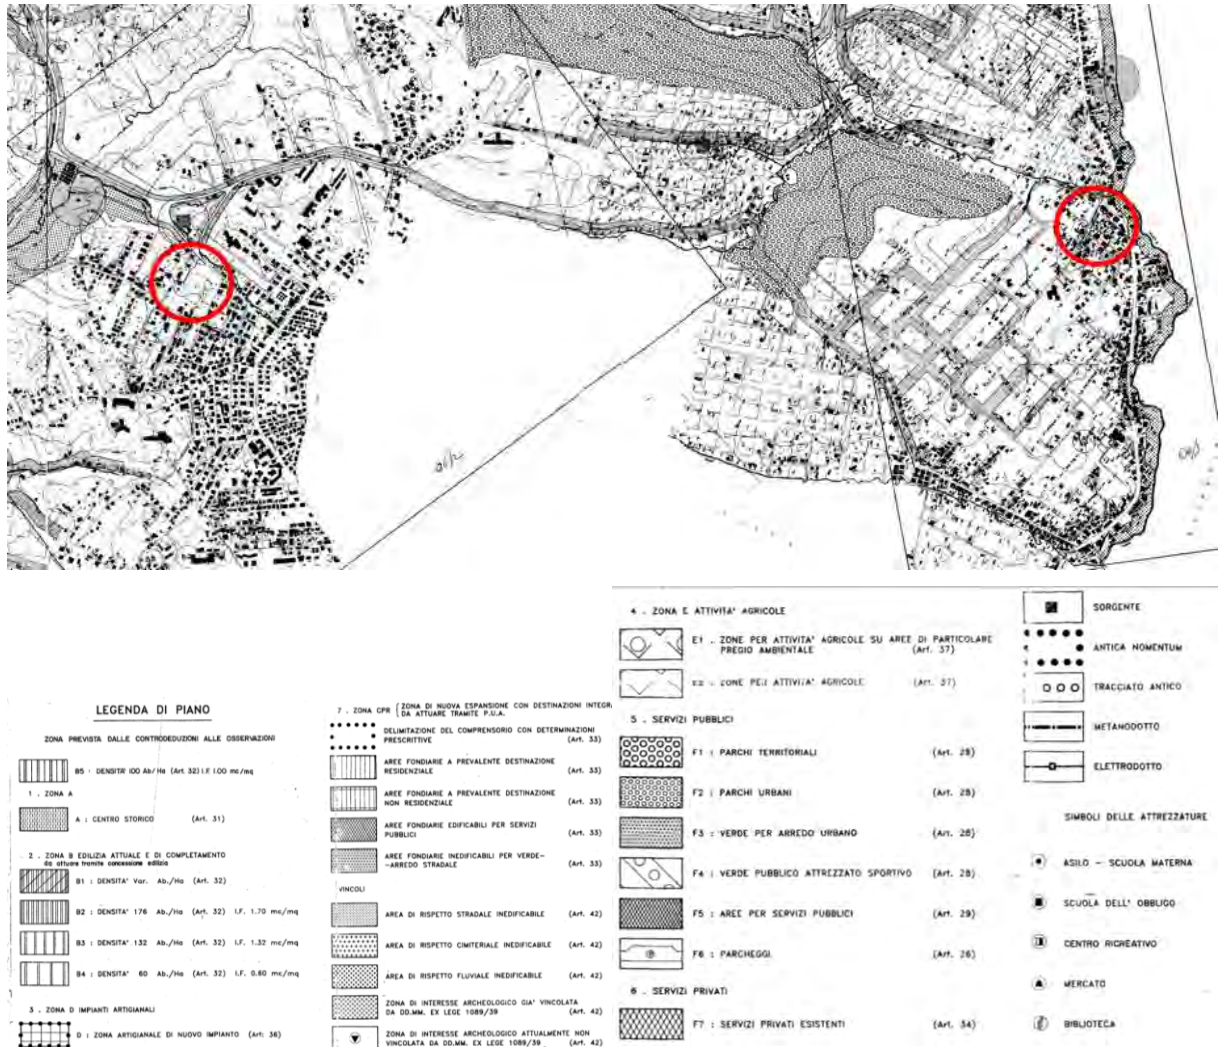 LEGENDA DI PIANO
ZONA PREVISTA DALLE CONTRODEDUZIONI ALLE OSSERVAZIONI
B5 : DENSITA' 100 Ab/Ha (Art. 32) I.F. 1.00 mc/mq
1 . ZONA A
A : CENTRO STORICO (Art. 31)
2 . ZONA B EDILIZIA ATTUALE E DI COMPLETAMENTO
da attuare tramite concessione edilizia
B1 : DENSITA' Var. Ab./Ha (Art. 32)
B2 : DENSITA' 176 Ab./Ha (Art. 32) I.F. 1.70 mc/mq
B3 : DENSITA' 132 Ab/Ha (Art. 32) I.F. 1.32 mc/mq
B4 : DENSITA' 60 Ab/Ha (Art. 32) I.F. 0.60 mc/mq
3 . ZONA D IMPIANTI ARTIGIANALI
D : ZONA ARTIGIANALE DI NUOVO IMPIANTO (Art: 36)
7 . ZONA CPR ( ZONA DI NUOVA ESPANSIONE CON DESTINAZIONI INTEGR
DA ATTUARE TRAMITE P.U.A.
DELIMITAZIONE DEL COMPRENSORIO CON DETERMINAZIONI
PRESCRITTIVE (Art. 33)
AREE FONDIARIE A PREVALENTE DESTINAZIONE
RESIDENZIALE (Art. 33)
AREE FONDIARIE A PREVALENTE DESTINAZIONE
NON RESIDENZIALE (Art. 33)
AREE FONDIARIE EDIFICABILI PER SERVIZI
PUBBLICI (Art. 33)
AREE FONDIARIE INEDIFICABILI PER VERDE-
-ARREDO STRADALE (Art. 33)
VINCOLI
AREA DI RISPETTO STRADALE INEDIFICABILE (Art. 42)
AREA DI RISPETTO CIMITERIALE INEDIFICABILE (Art. 42)
AREA DI RISPETTO FLUVIALE INEDIFICABILE (Art. 42)
ZONA DI INTERESSE ARCHEOLOGICO GIA' VINCOLATA
DA DD.MM. EX LEGE 1089/39 (Art. 42)
ZONA DI INTERESSE ARCHEOLOGICO ATTUALMENTE NON
VINCOLATA DA DD.MM. EX LEGE 1089/39 (Art. 42)
4 . ZONA E ATTIVITA' AGRICOLE
E1 . ZONE PER ATTIVITA' AGRICOLE SU AREE DI PARTICOLARE
PREGIO AMBIENTALE (Art. 37)
E2 . ZONE PER ATTIVITA' AGRICOLE (Art. 37)
5 . SERVIZI PUBBLICI
F1 : PARCHI TERRITORIALI (Art. 28)
F2 : PARCHI URBANI (Art. 28)
F3 : VERDE PER ARREDO URBANO (Art. 28)
F4 : VERDE PUBBLICO ATTREZZATO SPORTIVO (Art. 28)
F5 : AREE PER SERVIZI PUBBLICI (Art. 29)
F6 : PARCHEGGI (Art. 26)
6 . SERVIZI PRIVATI
F7 : SERVIZI PRIVATI ESISTENTI (Art. 34)
SORGENTE
ANTICA NOMENTUM
TRACCIATO ANTICO
METANODOTTO
ELETTRODOTTO
SIMBOLI DELLE ATTREZZATURE
ASILO - SCUOLA MATERNA
SCUOLA DELL' OBBLIGO
CENTRO RICREATIVO
MERCATO
BIBLIOTECA